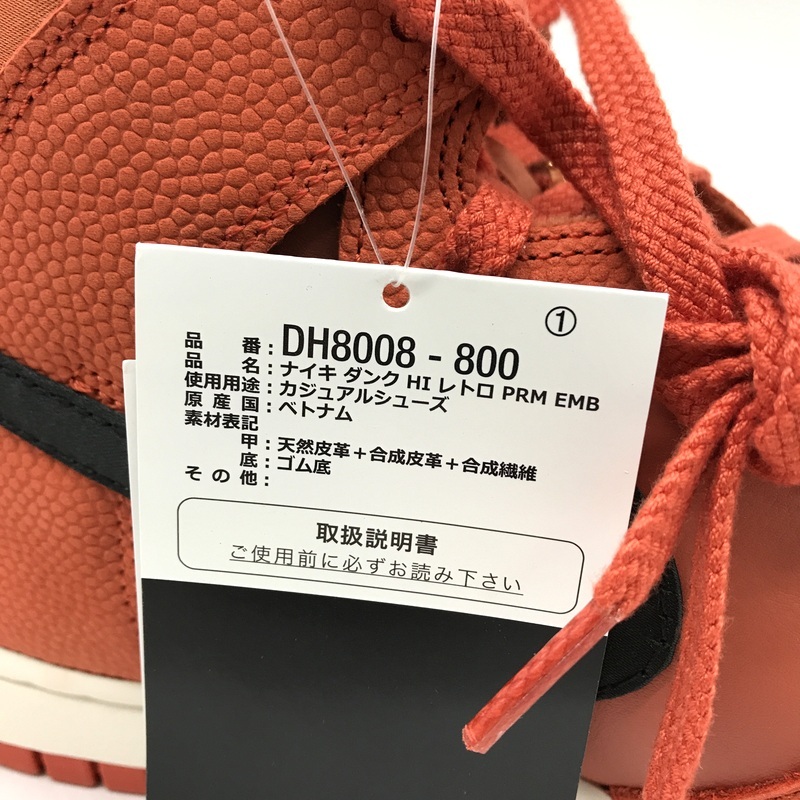 ①
品番：DH8008 - 800
品名：ナイキ ダンク HI レトロ PRM EMB
使用用途：カジュアルシューズ
原産国：ベトナム
素材表記
甲：天然皮革＋合成皮革＋合成繊維
底：ゴム底
その他：
取扱説明書
ご使用前に必ずお読み下さい